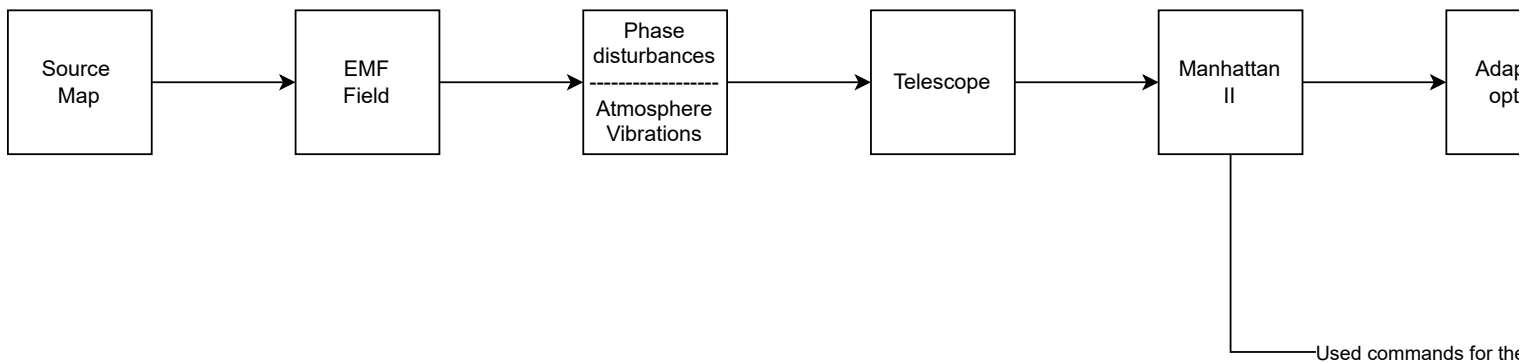 Source
Map
EMF
Field
Phase
disturbances
Atmosphere
Vibrations
Telescope
Manhattan
II
Used commands for the